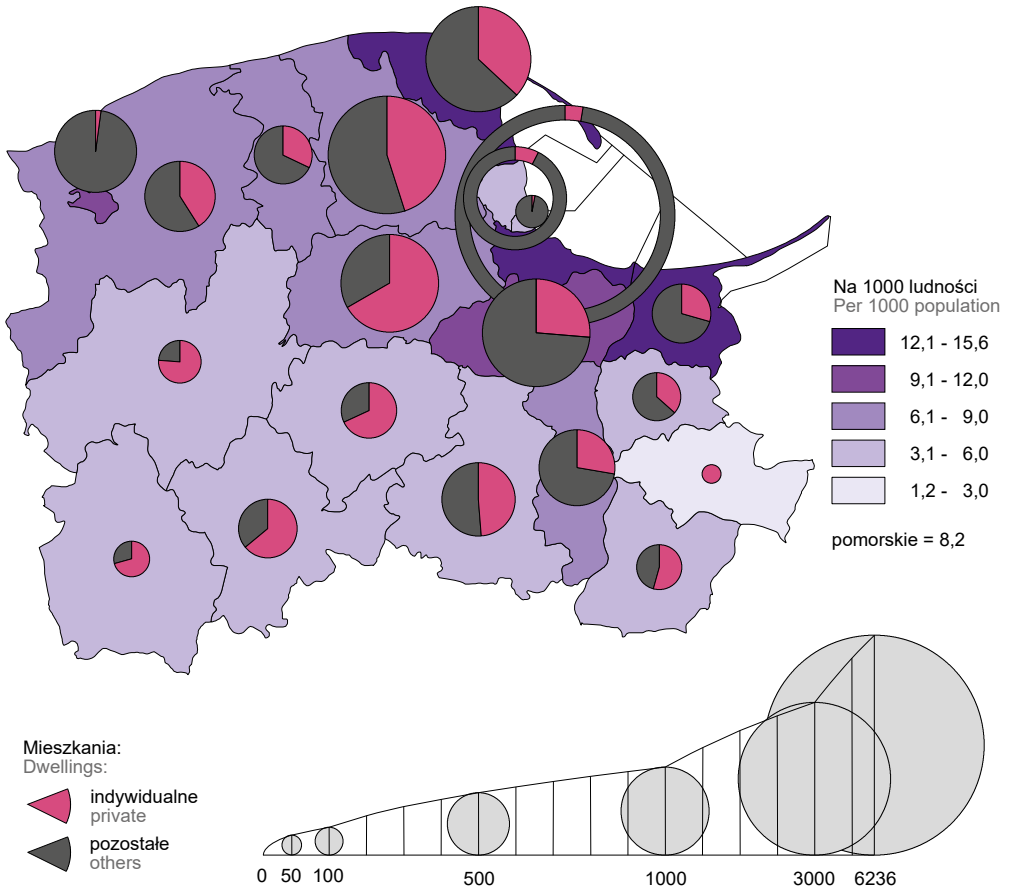 Na 1000 ludności
Per 1000 population
12,1 - 15,6
9,1 - 12,0
6,1 - 9,0
3,1 - 6,0
1,2 - 3,0
pomorskie = 8,2
Mieszkania:
Dwellings:
indywidualne
private
pozostałe
others
0 50 100 500 1000 3000 6236